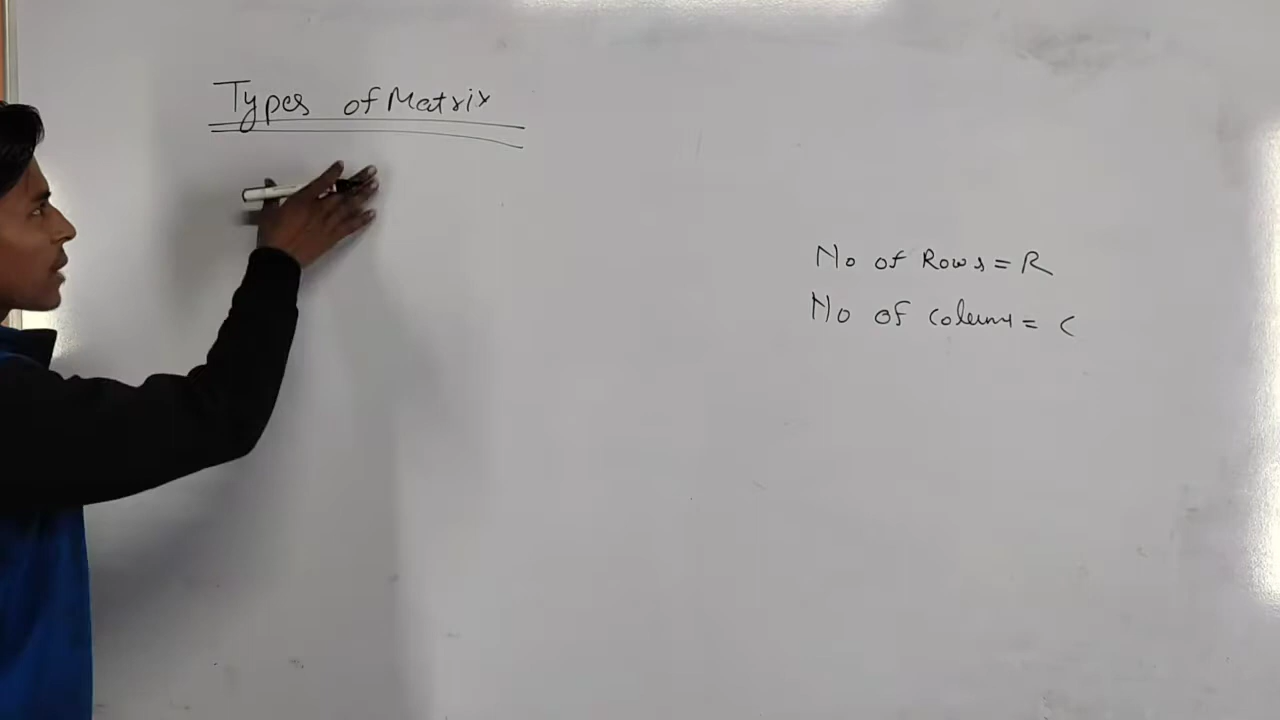 Types of Matrix
No of Rows = R
No of column = C